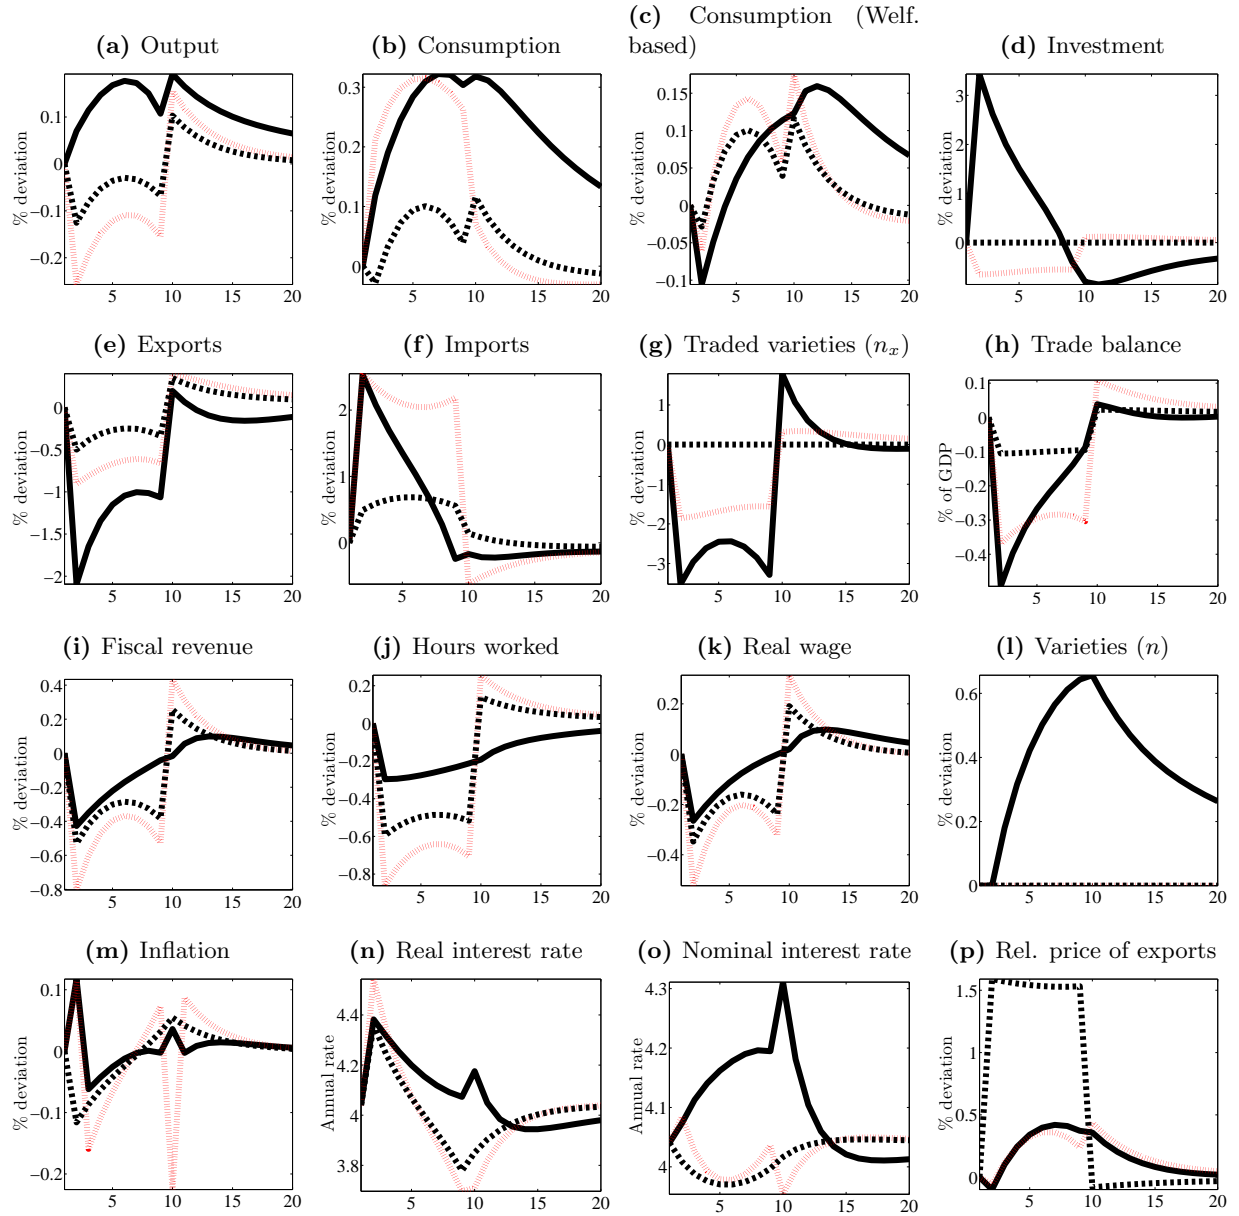 (c) Consumption (Welf.
(a) Output (b) Consumption based) (d) Investment
0.1
0
−0.1
−0.2
% deviation
5 10 15 20
0.3
0.2
0.1
0
% deviation
5 10 15 20
0.15
0.1
0.05
0
−0.05
−0.1
% deviation
5 10 15 20
3
2
1
0
% deviation
5 10 15 20
(e) Exports (f) Imports (g) Traded varieties (nₓ) (h) Trade balance
0
−0.5
−1
−1.5
−2
% deviation
5 10 15 20
2
1
0
% deviation
5 10 15 20
1
0
−1
−2
−3
% deviation
5 10 15 20
0.1
0
−0.1
−0.2
−0.3
−0.4
% of GDP
5 10 15 20
(i) Fiscal revenue (j) Hours worked (k) Real wage (l) Varieties (n)
0.4
0.2
0
−0.2
−0.4
−0.6
−0.8
% deviation
5 10 15 20
0.2
0
−0.2
−0.4
−0.6
−0.8
% deviation
5 10 15 20
0.2
0
−0.2
−0.4
% deviation
5 10 15 20
0.6
0.4
0.2
0
% deviation
5 10 15 20
(m) Inflation (n) Real interest rate (o) Nominal interest rate (p) Rel. price of exports
0.1
0
−0.1
−0.2
% deviation
5 10 15 20
4.4
4.2
4
3.8
Annual rate
5 10 15 20
4.3
4.2
4.1
4
Annual rate
5 10 15 20
1.5
1
0.5
0
% deviation
5 10 15 20